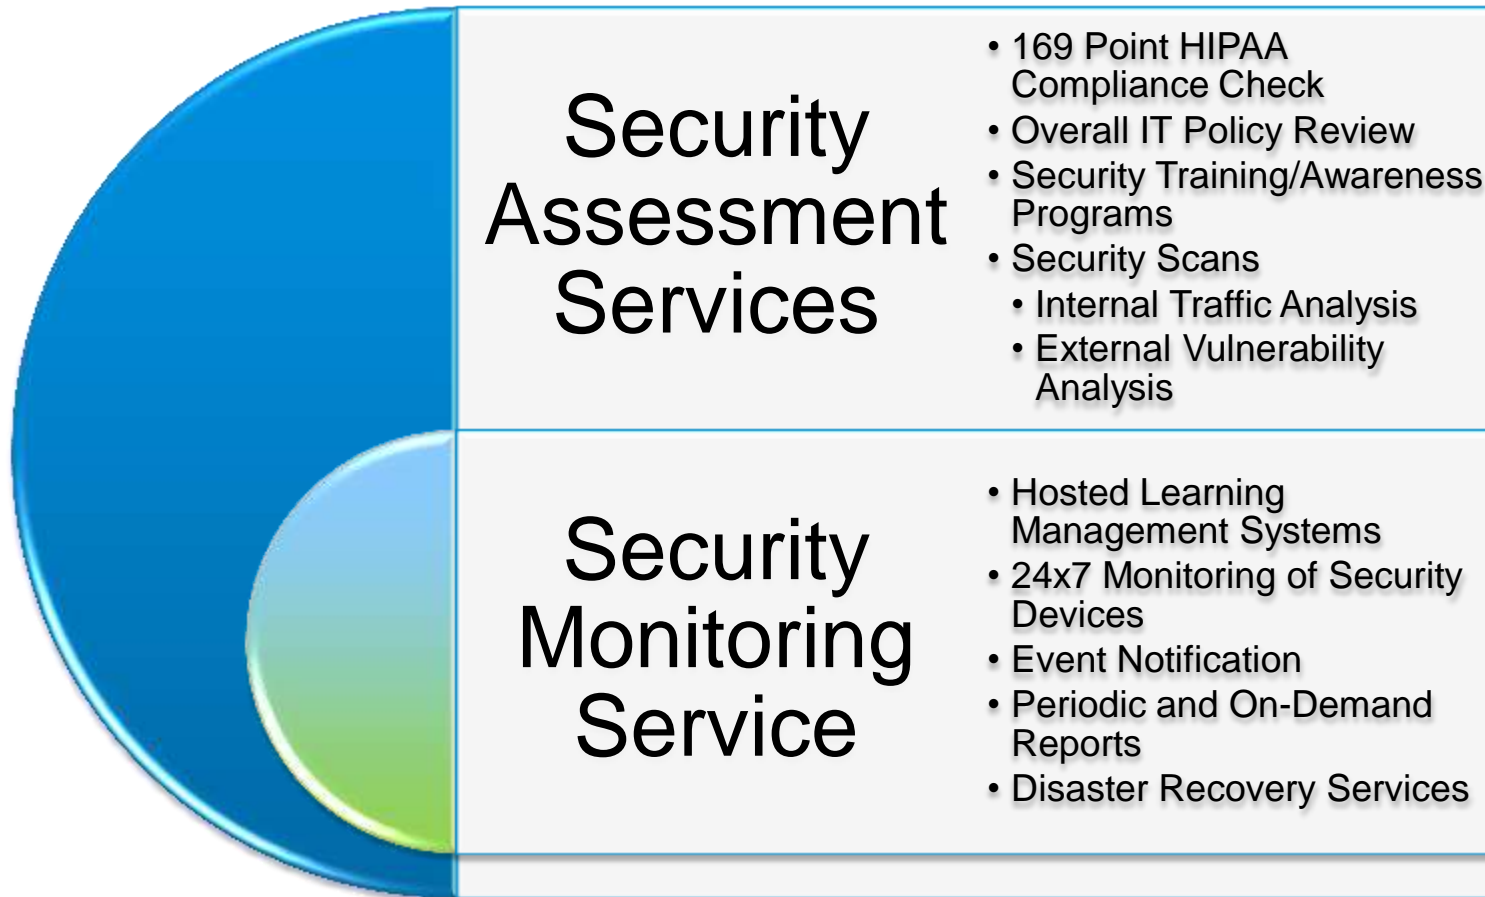 Security
Assessment
Services
• 169 Point HIPAA
Compliance Check
• Overall IT Policy Review
• Security Training/Awareness
Programs
• Security Scans
• Internal Traffic Analysis
• External Vulnerability
Analysis
Security
Monitoring
Service
• Hosted Learning
Management Systems
• 24x7 Monitoring of Security
Devices
• Event Notification
• Periodic and On-Demand
Reports
• Disaster Recovery Services